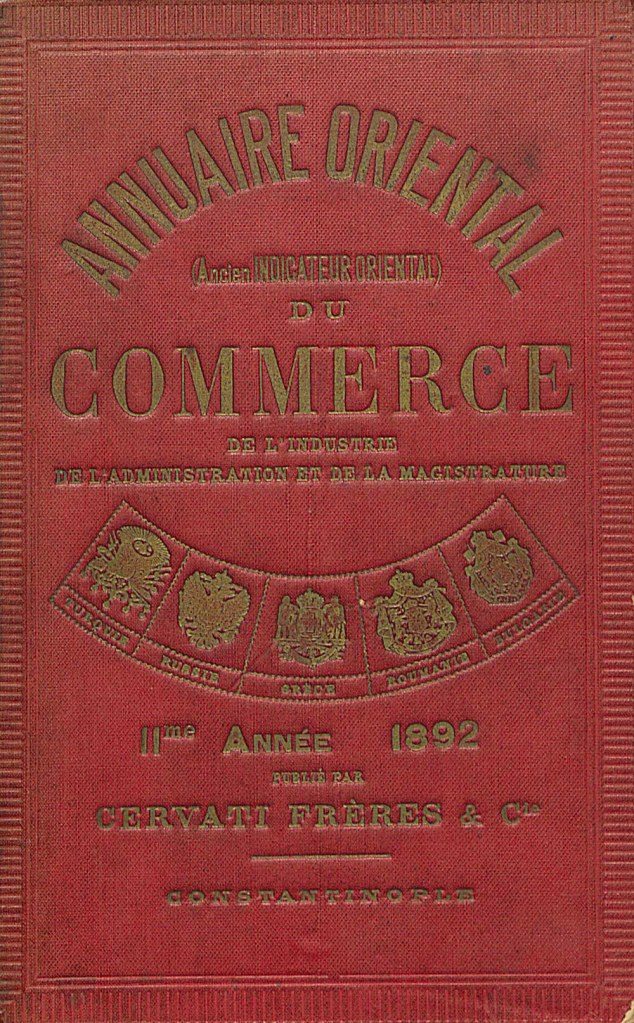 ANNUAIRE ORIENTAL
(Ancien INDICATEUR ORIENTAL)
DU
COMMERCE
DE L'INDUSTRIE
DE L'ADMINISTRATION ET DE LA MAGISTRATURE
TURQUIE
RUSSIE
GRÈCE
ROUMANIE
BULGARIE
11me ANNÉE 1892
PUBLIÉ PAR
CERVATI FRÈRES & Cie
CONSTANTINOPLE